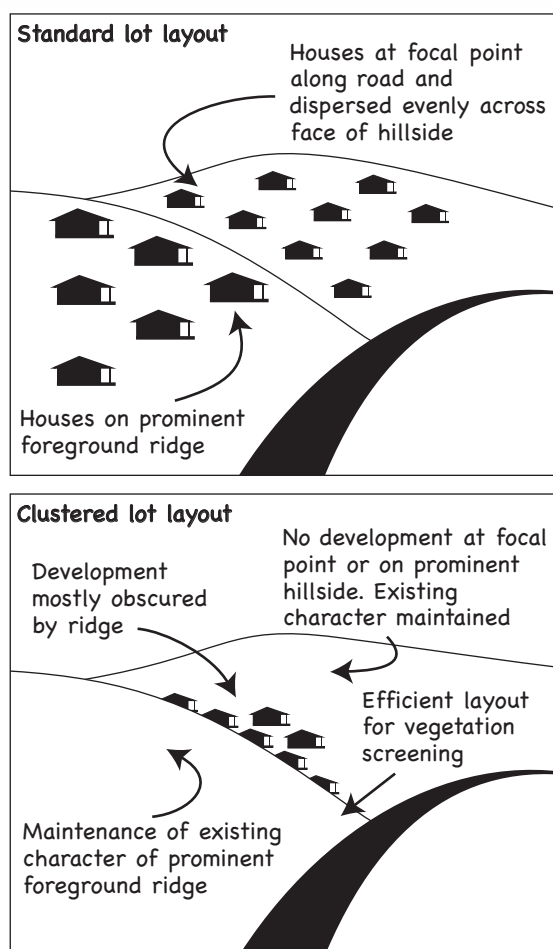 Standard lot layout
Houses at focal point
along road and
dispersed evenly across
face of hillside
Houses on prominent
foreground ridge
Clustered lot layout
No development at focal
point or on prominent
hillside. Existing
character maintained
Development
mostly obscured
by ridge
Efficient layout
for vegetation
screening
Maintenance of existing
character of prominent
foreground ridge